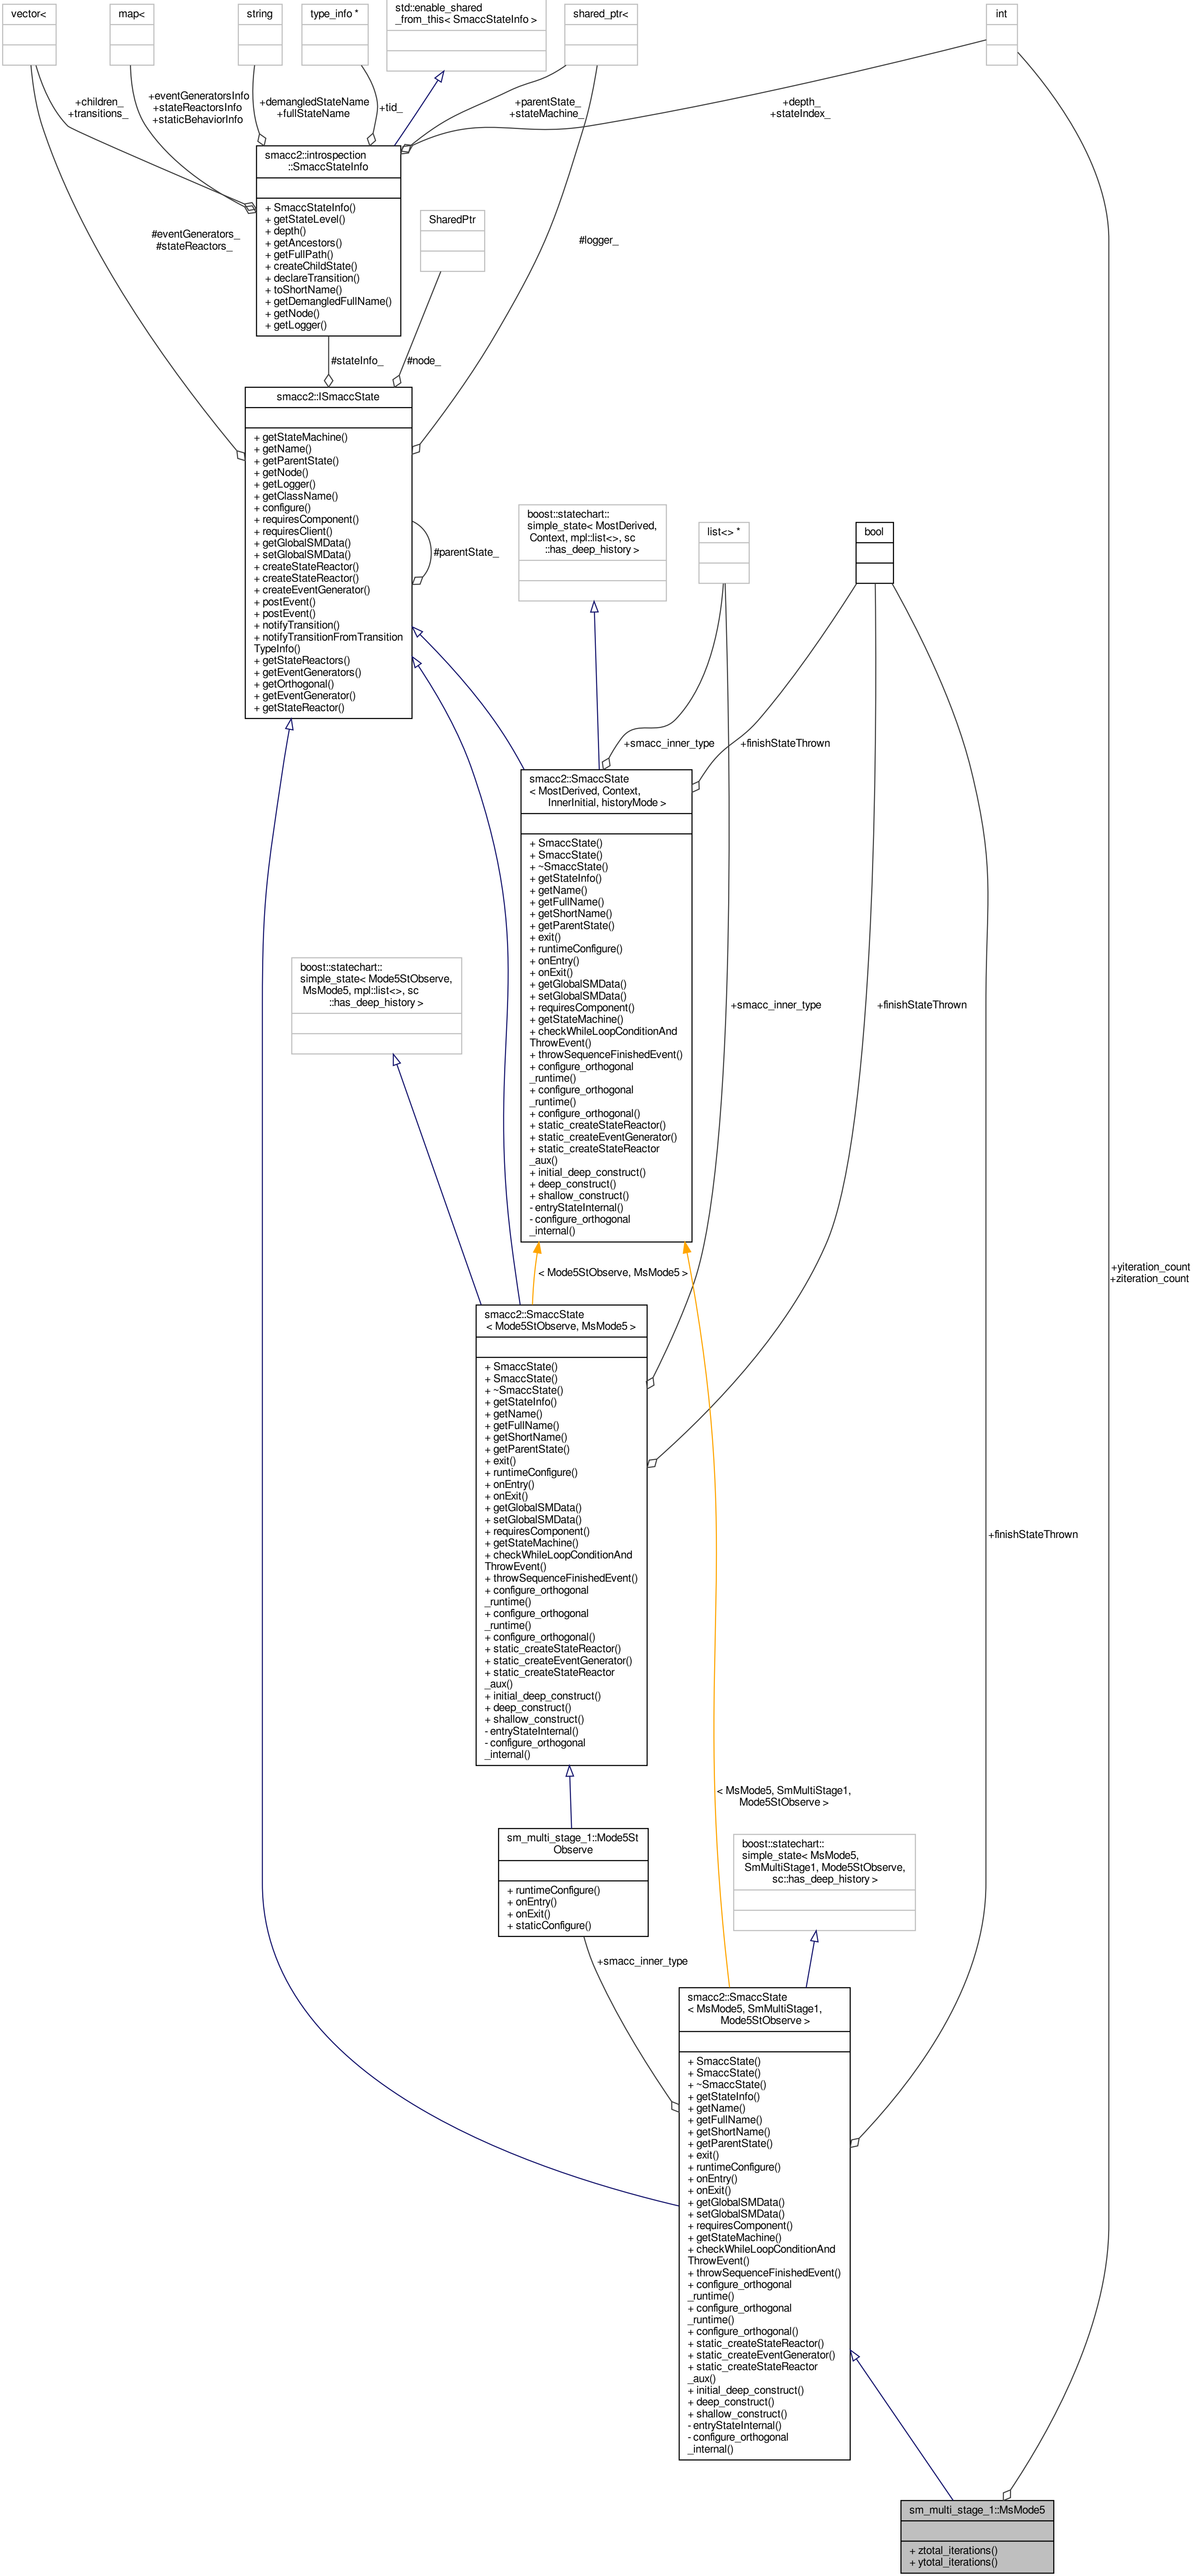 vector<
map<
string
type_info *
std::enable_shared
_from_this< SmaccStateInfo >
shared_ptr<
int
+children_
+transitions_
+eventGeneratorsInfo
+stateReactorsInfo
+staticBehaviorInfo
+demangledStateName
+fullStateName
+tid_
+parentState_
+stateMachine_
+depth_
+stateIndex_
smacc2::introspection
::SmaccStateInfo
+ SmaccStateInfo()
+ getStateLevel()
+ depth()
+ getAncestors()
+ getFullPath()
+ createChildState()
+ declareTransition()
+ toShortName()
+ getDemangledFullName()
+ getNode()
+ getLogger()
SharedPtr
#eventGenerators_
#stateReactors_
#logger_
#stateInfo_
#node_
smacc2::ISmaccState
+ getStateMachine()
+ getName()
+ getParentState()
+ getNode()
+ getLogger()
+ getClassName()
+ configure()
+ requiresComponent()
+ requiresClient()
+ getGlobalSMData()
+ setGlobalSMData()
+ createStateReactor()
+ createStateReactor()
+ createEventGenerator()
+ postEvent()
+ postEvent()
+ notifyTransition()
+ notifyTransitionFromTransition
TypeInfo()
+ getStateReactors()
+ getEventGenerators()
+ getOrthogonal()
+ getEventGenerator()
+ getStateReactor()
#parentState_
boost::statechart::
simple_state< MostDerived,
Context, mpl::list<>, sc
::has_deep_history >
list<> *
bool
+smacc_inner_type
+finishStateThrown
smacc2::SmaccState
< MostDerived, Context,
InnerInitial, historyMode >
+ SmaccState()
+ SmaccState()
+ ~SmaccState()
+ getStateInfo()
+ getName()
+ getFullName()
+ getShortName()
+ getParentState()
+ exit()
+ runtimeConfigure()
+ onEntry()
+ onExit()
+ getGlobalSMData()
+ setGlobalSMData()
+ requiresComponent()
+ getStateMachine()
+ checkWhileLoopConditionAnd
ThrowEvent()
+ throwSequenceFinishedEvent()
+ configure_orthogonal
_runtime()
+ configure_orthogonal
_runtime()
+ configure_orthogonal()
+ static_createStateReactor()
+ static_createEventGenerator()
+ static_createStateReactor
_aux()
+ initial_deep_construct()
+ deep_construct()
+ shallow_construct()
- entryStateInternal()
- configure_orthogonal
_internal()
boost::statechart::
simple_state< Mode5StObserve,
MsMode5, mpl::list<>, sc
::has_deep_history >
+smacc_inner_type
+finishStateThrown
< Mode5StObserve, MsMode5 >
+yiteration_count
+ziteration_count
smacc2::SmaccState
< Mode5StObserve, MsMode5 >
+ SmaccState()
+ SmaccState()
+ ~SmaccState()
+ getStateInfo()
+ getName()
+ getFullName()
+ getShortName()
+ getParentState()
+ exit()
+ runtimeConfigure()
+ onEntry()
+ onExit()
+ getGlobalSMData()
+ setGlobalSMData()
+ requiresComponent()
+ getStateMachine()
+ checkWhileLoopConditionAnd
ThrowEvent()
+ throwSequenceFinishedEvent()
+ configure_orthogonal
_runtime()
+ configure_orthogonal
_runtime()
+ configure_orthogonal()
+ static_createStateReactor()
+ static_createEventGenerator()
+ static_createStateReactor
_aux()
+ initial_deep_construct()
+ deep_construct()
+ shallow_construct()
- entryStateInternal()
- configure_orthogonal
_internal()
+finishStateThrown
< MsMode5, SmMultiStage1,
Mode5StObserve >
sm_multi_stage_1::Mode5St
Observe
+ runtimeConfigure()
+ onEntry()
+ onExit()
+ staticConfigure()
boost::statechart::
simple_state< MsMode5,
SmMultiStage1, Mode5StObserve,
sc::has_deep_history >
+smacc_inner_type
smacc2::SmaccState
< MsMode5, SmMultiStage1,
Mode5StObserve >
+ SmaccState()
+ SmaccState()
+ ~SmaccState()
+ getStateInfo()
+ getName()
+ getFullName()
+ getShortName()
+ getParentState()
+ exit()
+ runtimeConfigure()
+ onEntry()
+ onExit()
+ getGlobalSMData()
+ setGlobalSMData()
+ requiresComponent()
+ getStateMachine()
+ checkWhileLoopConditionAnd
ThrowEvent()
+ throwSequenceFinishedEvent()
+ configure_orthogonal
_runtime()
+ configure_orthogonal
_runtime()
+ configure_orthogonal()
+ static_createStateReactor()
+ static_createEventGenerator()
+ static_createStateReactor
_aux()
+ initial_deep_construct()
+ deep_construct()
+ shallow_construct()
- entryStateInternal()
- configure_orthogonal
_internal()
sm_multi_stage_1::MsMode5
+ ztotal_iterations()
+ ytotal_iterations()